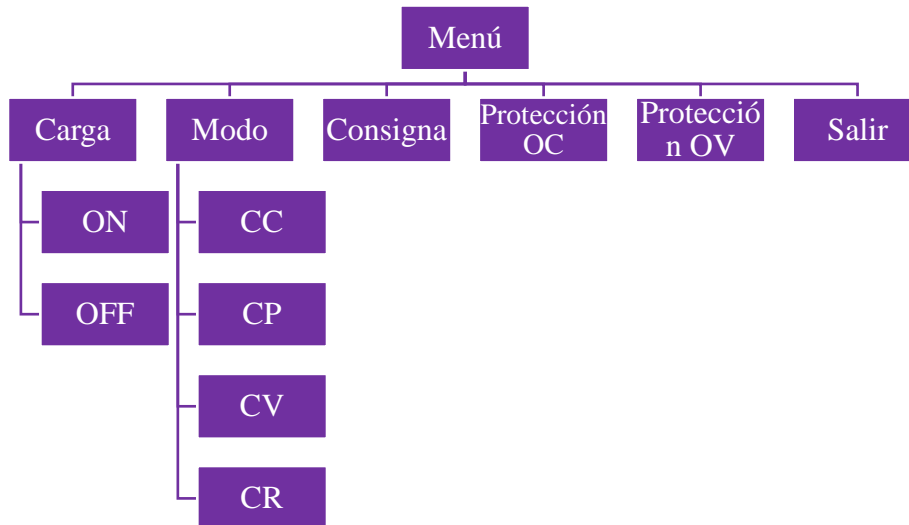 Menú
Carga
Modo
Consigna
Protección
OC
Protecció
n OV
Salir
ON
OFF
CC
CP
CV
CR